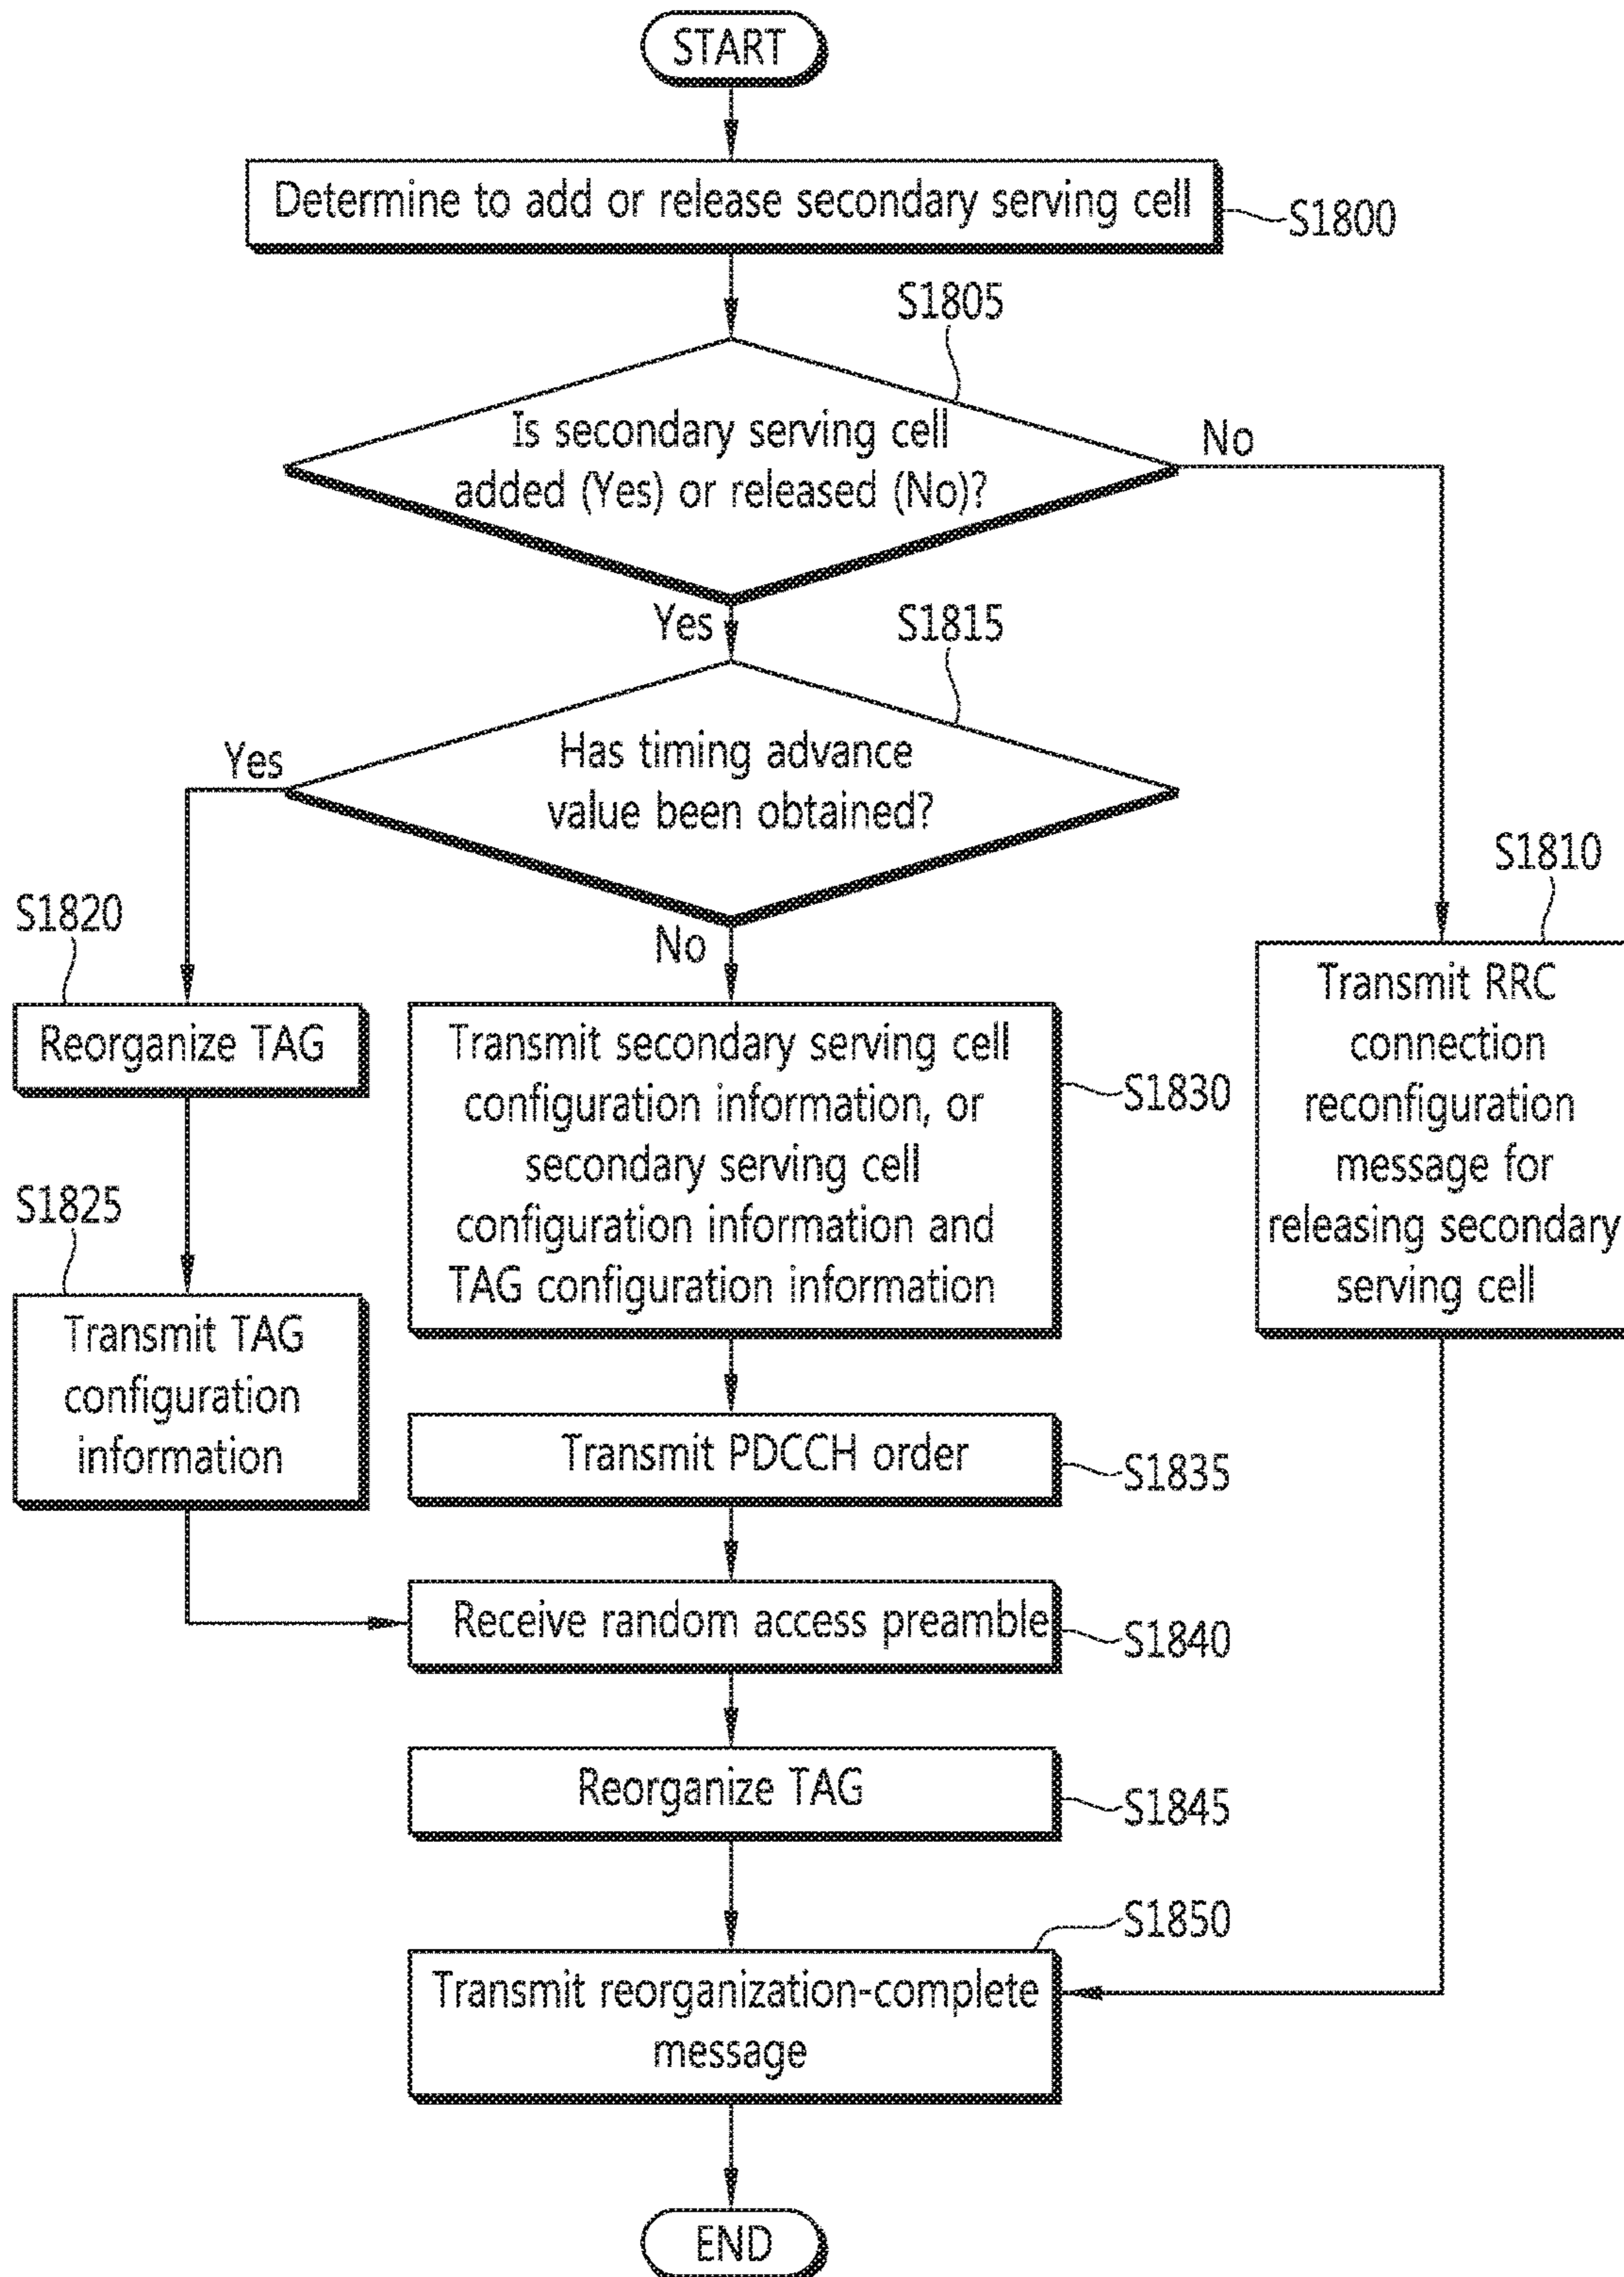 START
Determine to add or release secondary serving cell
S1800
S1805
Is secondary serving cell
added (Yes) or released (No)?
No
Yes
S1815
Has timing advance
value been obtained?
Yes
No
S1810
Transmit RRC
connection
reconfiguration
message for
releasing secondary
serving cell
S1820
Reorganize TAG
S1825
Transmit TAG
configuration
information
Transmit secondary serving cell
configuration information, or
secondary serving cell
configuration information and
TAG configuration information
S1830
Transmit PDCCH order
S1835
Receive random access preamble
S1840
Reorganize TAG
S1845
S1850
Transmit reorganization-complete
message
END